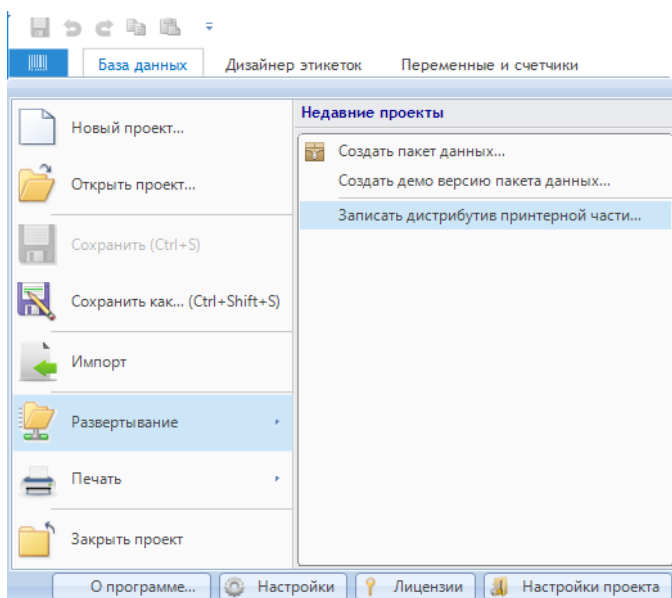 База данных
Дизайнер этикеток
Переменные и счетчики
Новый проект...
Открыть проект...
Сохранить (Ctrl+S)
Сохранить как... (Ctrl+Shift+S)
Импорт
Развертывание
Печать
Закрыть проект
Недавние проекты
Создать пакет данных...
Создать демо версию пакета данных...
Записать дистрибутив принтерной части...
О программе...
Настройки
Лицензии
Настройки проекта